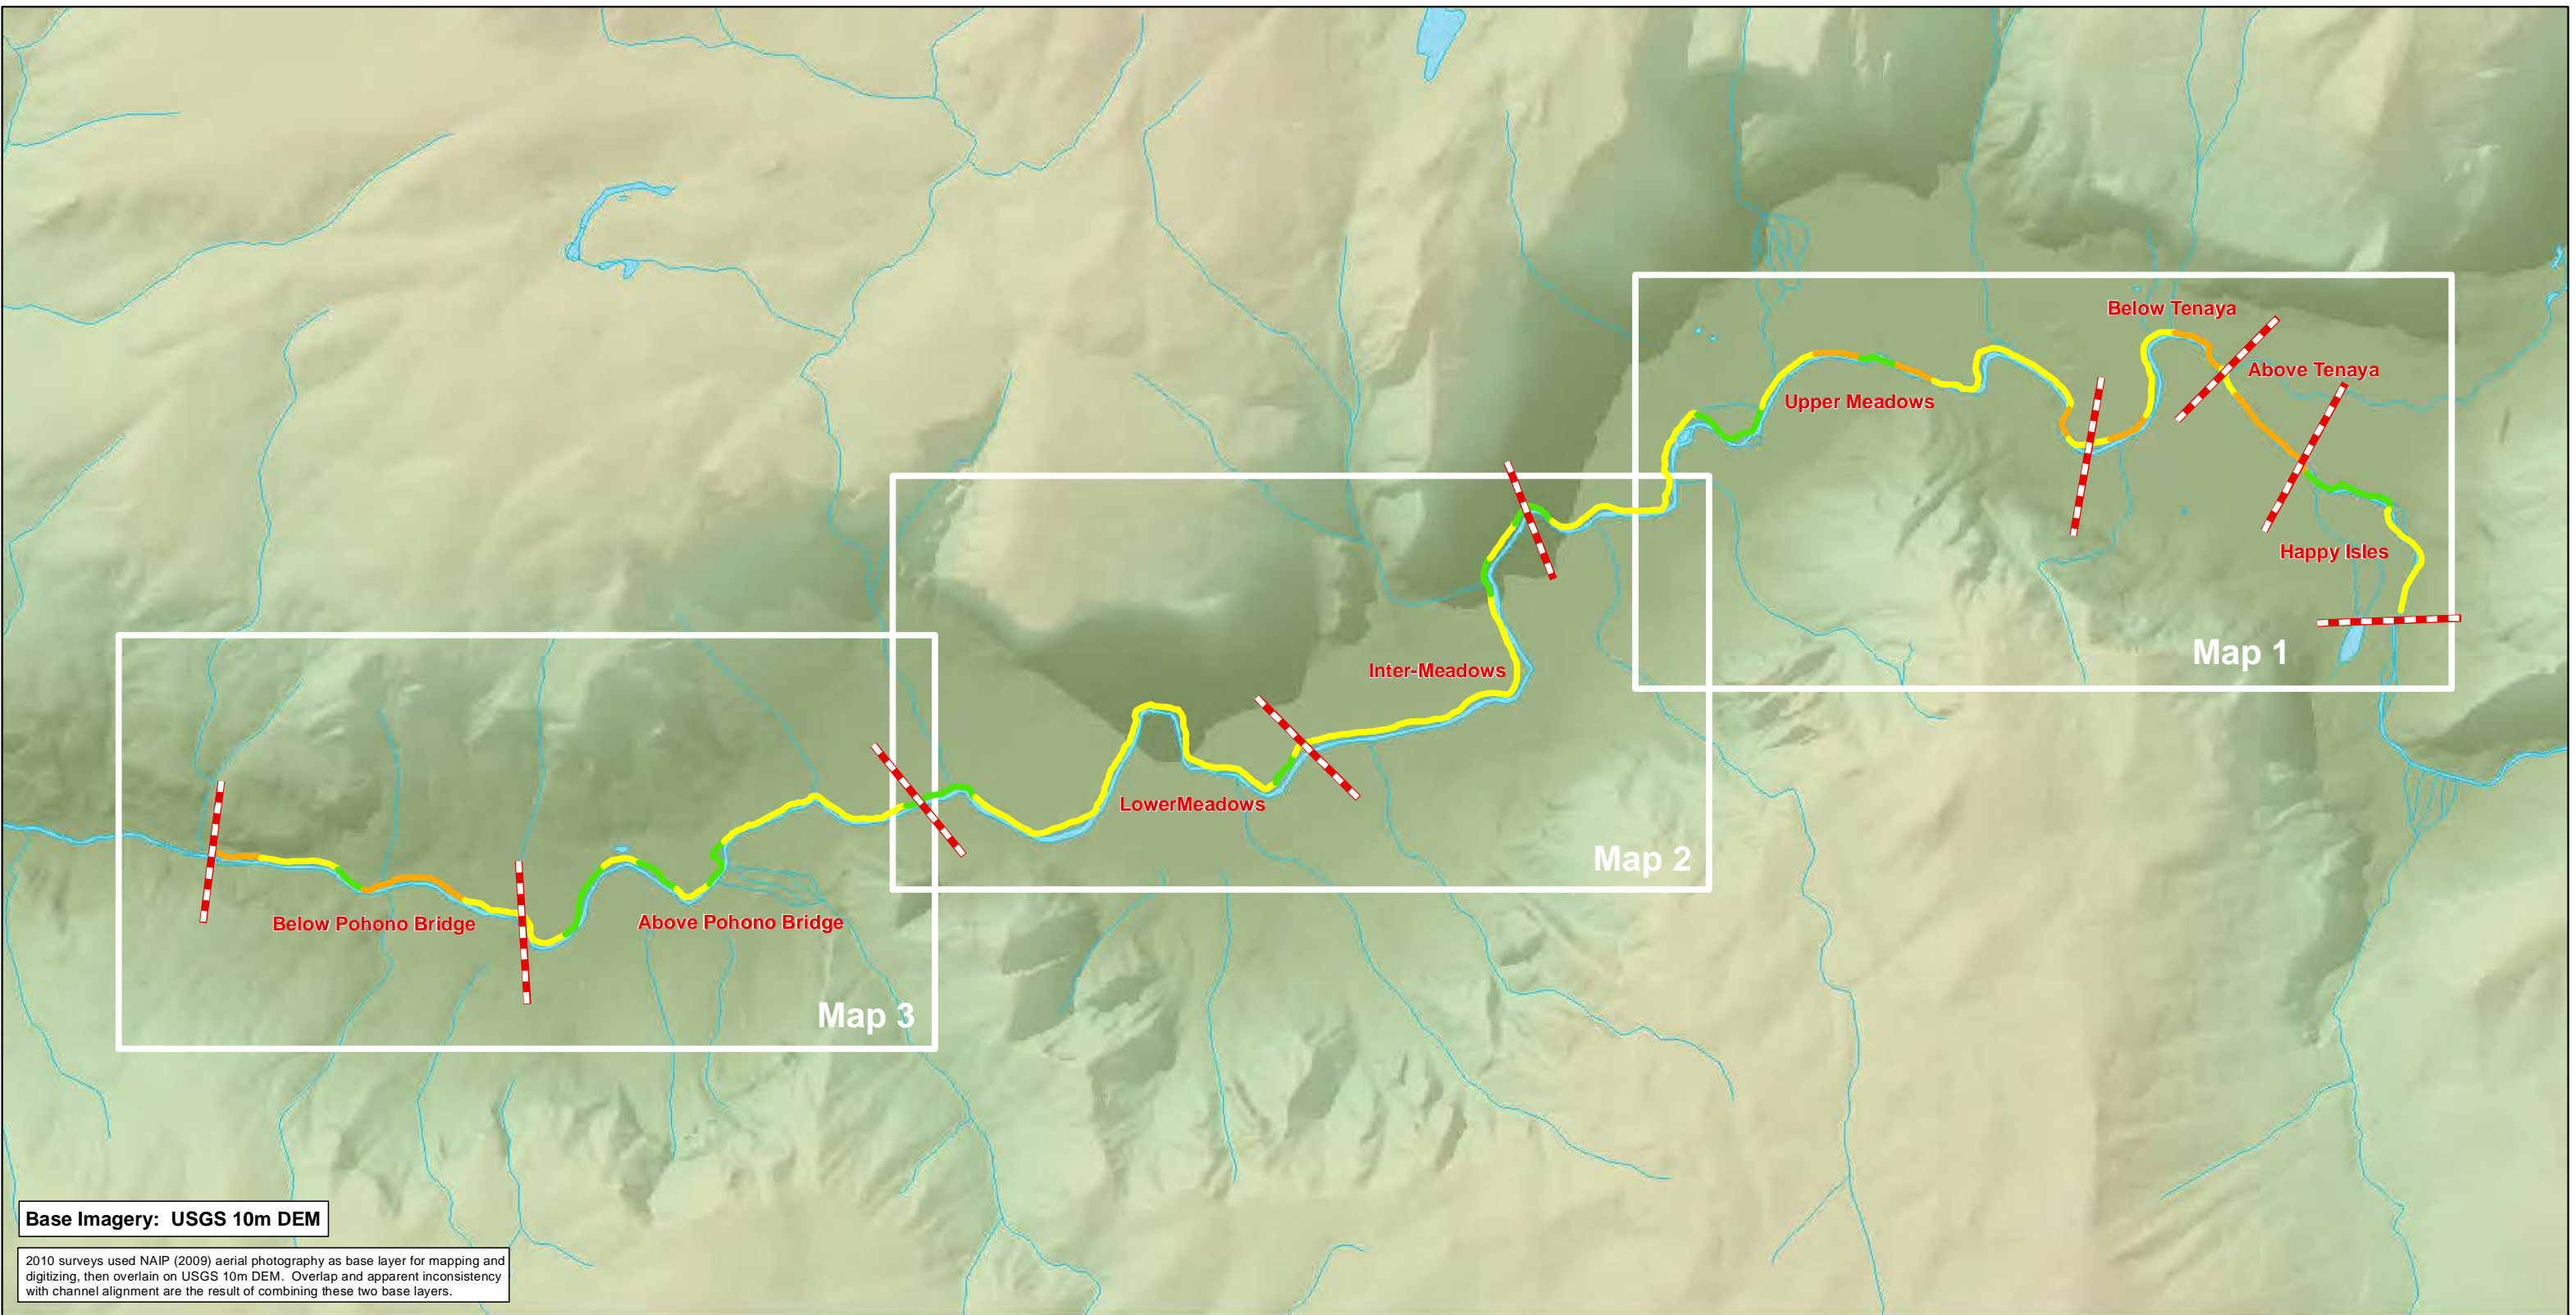 Below Tenaya
Above Tenaya
Upper Meadows
Happy Isles
Map 1
Inter-Meadows
LowerMeadows
Map 2
Below Pohono Bridge
Above Pohono Bridge
Map 3
Base Imagery: USGS 10m DEM
2010 surveys used NAIP (2009) aerial photography as base layer for mapping and
digitizing, then overlain on USGS 10m DEM. Overlap and apparent inconsistency
with channel alignment are the result of combining these two base layers.